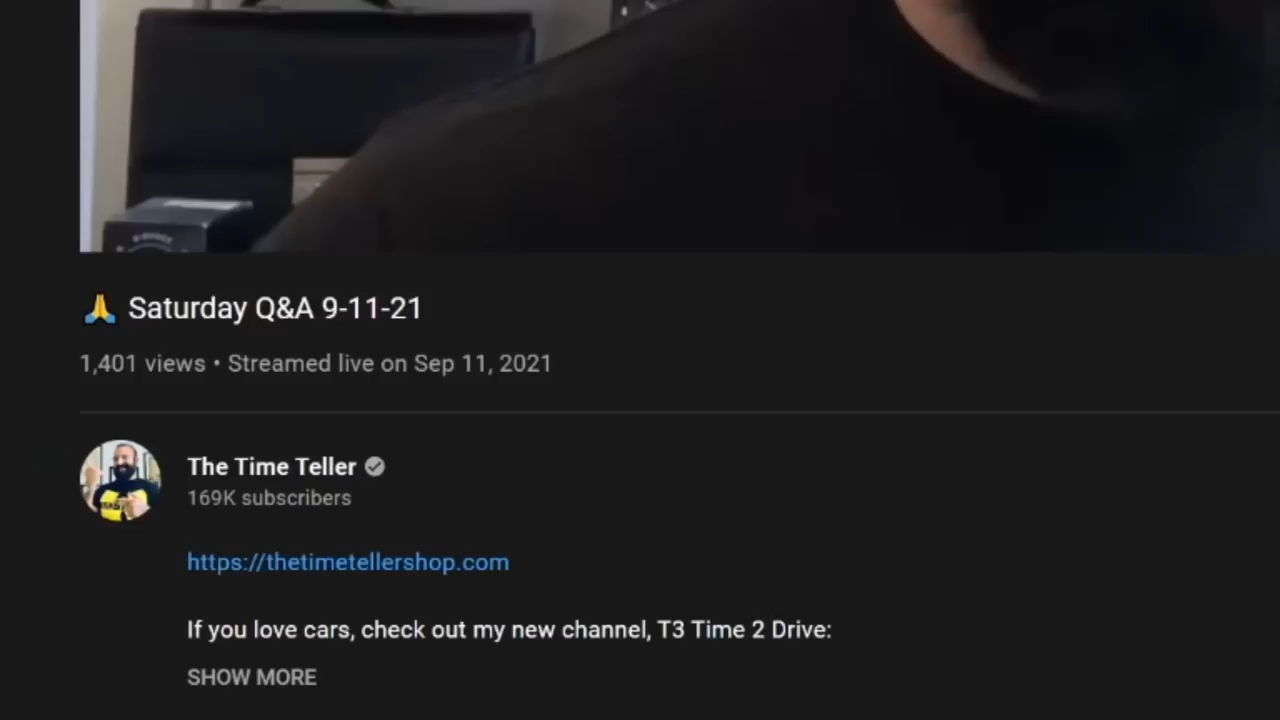 🙏 Saturday Q&A 9-11-21
1,401 views • Streamed live on Sep 11, 2021
The Time Teller
169K subscribers
https://thetimetellershop.com
If you love cars, check out my new channel, T3 Time 2 Drive:
SHOW MORE